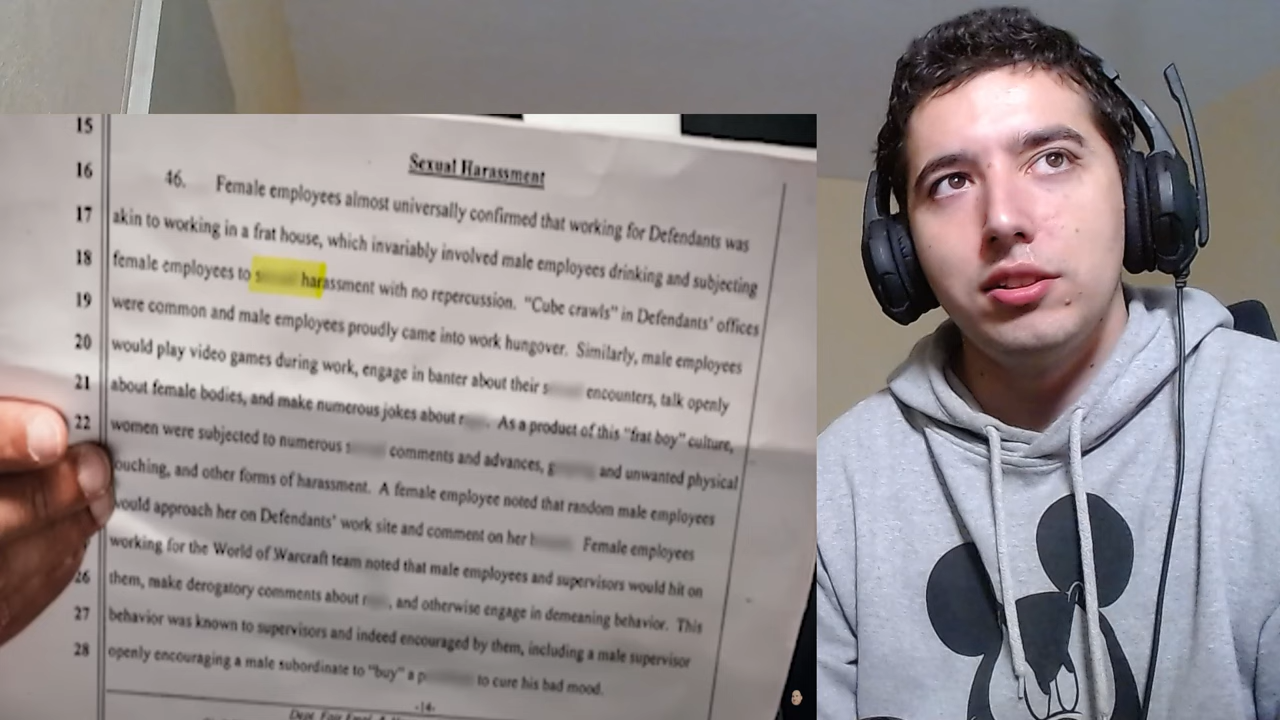 15
Sexual Harassment
16 46. Female employees almost universally confirmed that working for Defendants was
17 akin to working in a frat house, which invariably involved male employees drinking and subjecting
18 female employees to s harassment with no repercussion. "Cube crawls" in Defendants' offices
19 were common and male employees proudly came into work hungover. Similarly, male employees
20 would play video games during work, engage in banter about their s encounters, talk openly
21 about female bodies, and make numerous jokes about r . As a product of this "frat boy" culture,
22 women were subjected to numerous s comments and advances, g and unwanted physical
ouching, and other forms of harassment. A female employee noted that random male employees
would approach her on Defendants' work site and comment on her b Female employees
working for the World of Warcraft team noted that male employees and supervisors would hit on
26 them, make derogatory comments about r , and otherwise engage in demeaning behavior. This
27 behavior was known to supervisors and indeed encouraged by them, including a male supervisor
28 openly encouraging a male subordinate to "buy" a p to cure his bad mood.
-14-